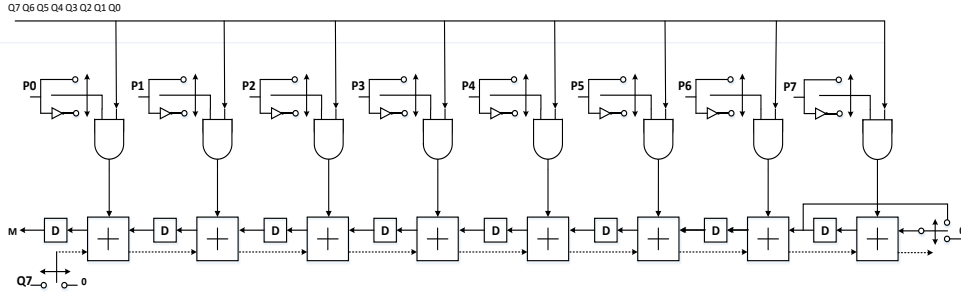 Q7 Q6 Q5 Q4 Q3 Q2 Q1 Q0
P0 P1 P2 P3 P4 P5 P6 P7
M D D D D D D D D
Q7 0